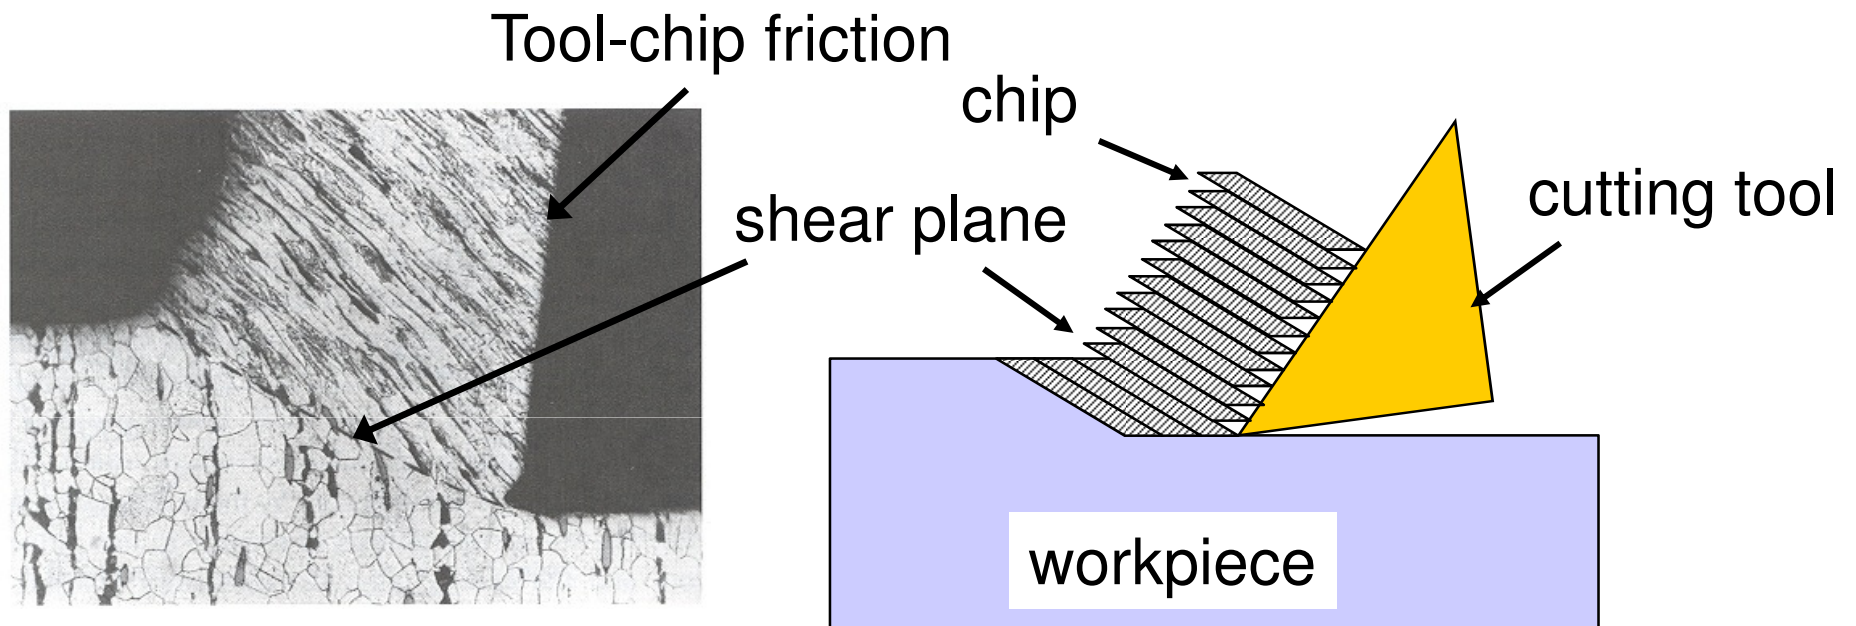 Tool-chip friction
chip
cutting tool
shear plane
workpiece